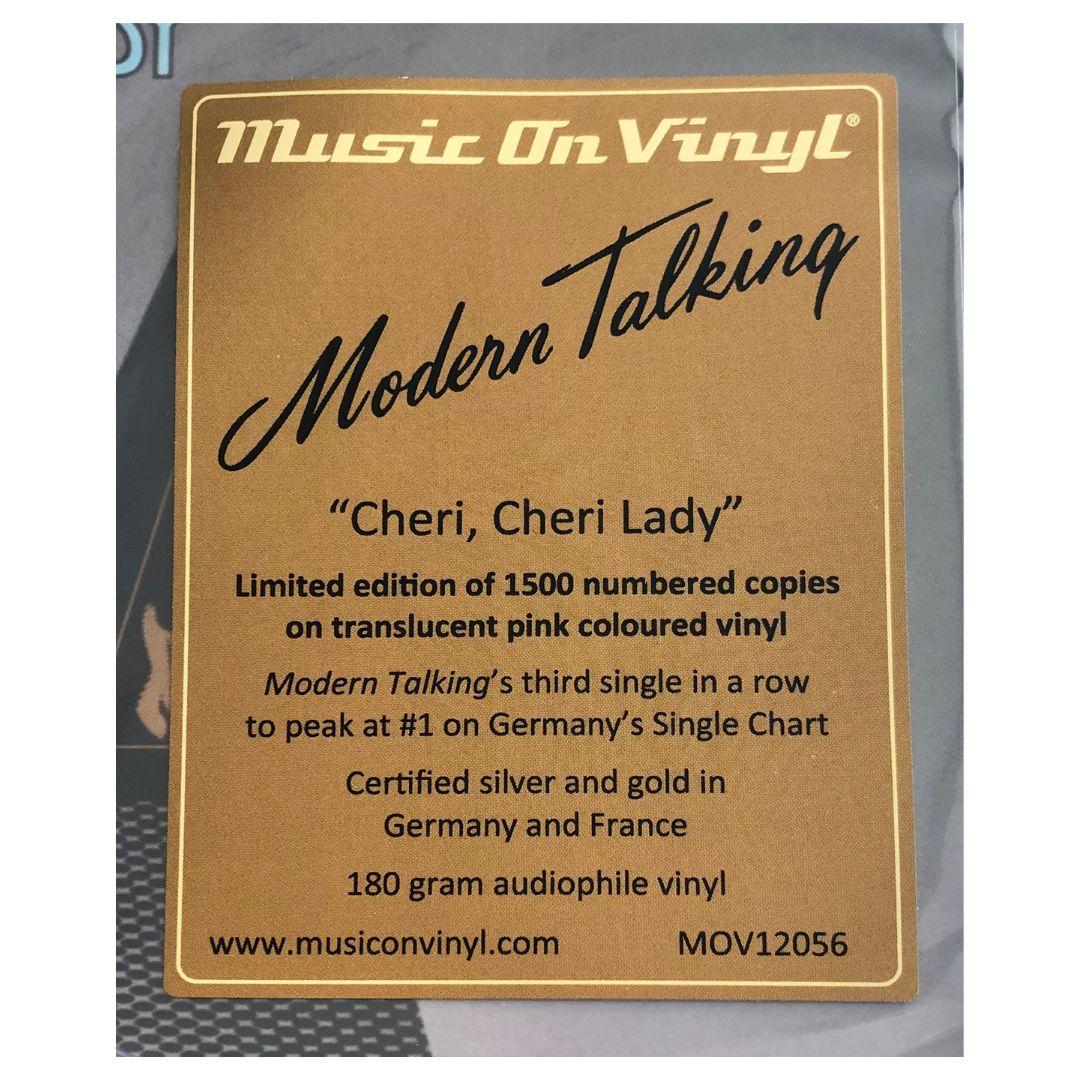 DY
Music On Vinyl®
Modern Talking
“Cheri, Cheri Lady”
Limited edition of 1500 numbered copies
on translucent pink coloured vinyl
Modern Talking’s third single in a row
to peak at #1 on Germany’s Single Chart
Certified silver and gold in
Germany and France
180 gram audiophile vinyl
www.musiconvinyl.com MOV12056